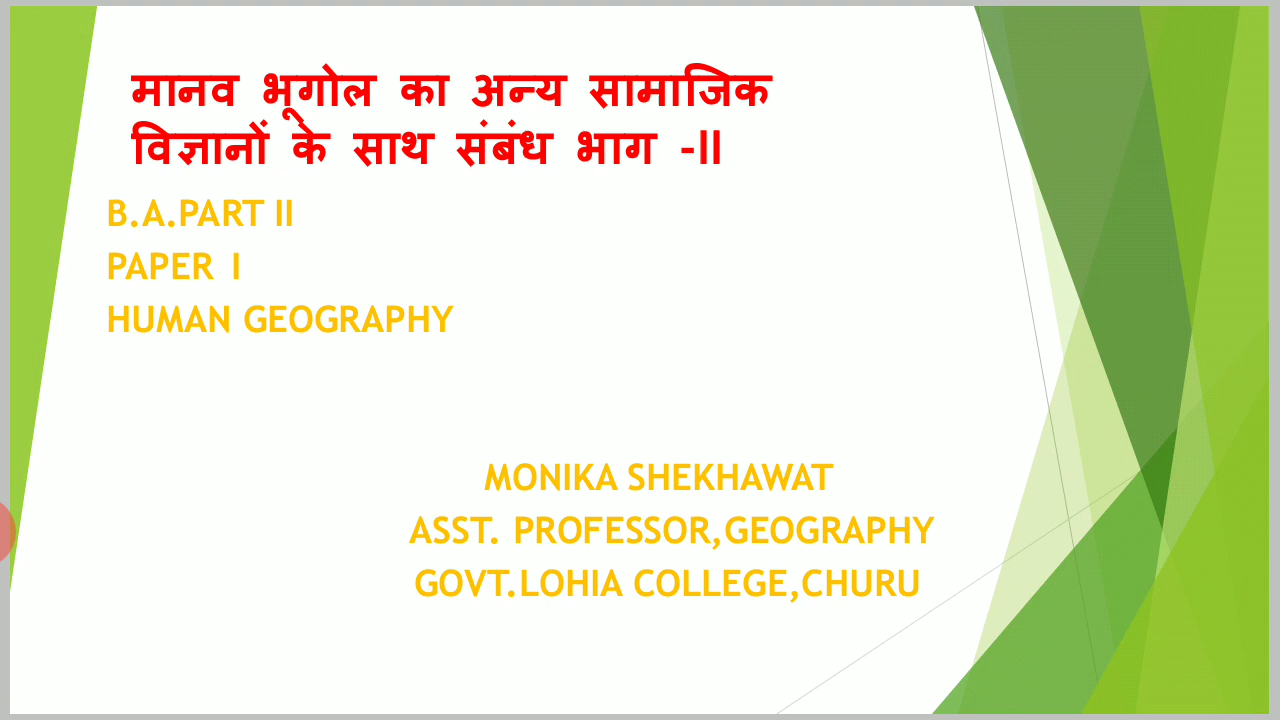 मानव भूगोल का अन्य सामाजिक
विज्ञानों के साथ संबंध भाग -II
B.A.PART II
PAPER I
HUMAN GEOGRAPHY
MONIKA SHEKHAWAT
ASST. PROFESSOR,GEOGRAPHY
GOVT.LOHIA COLLEGE,CHURU